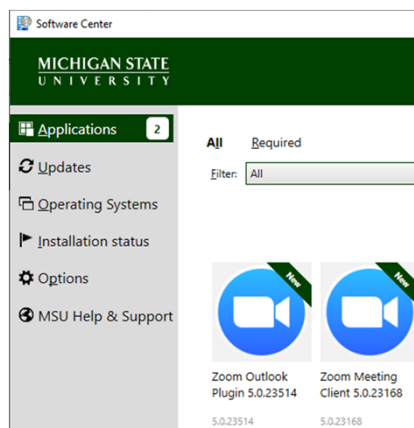 Software Center
MICHIGAN STATE
UNIVERSITY
Applications 2
Updates
Operating Systems
Installation status
Options
MSU Help & Support
All Required
Filter: All
New
New
Zoom Outlook
Plugin 5.0.23514
5.0.23514
Zoom Meeting
Client 5.0.23168
5.0.23168